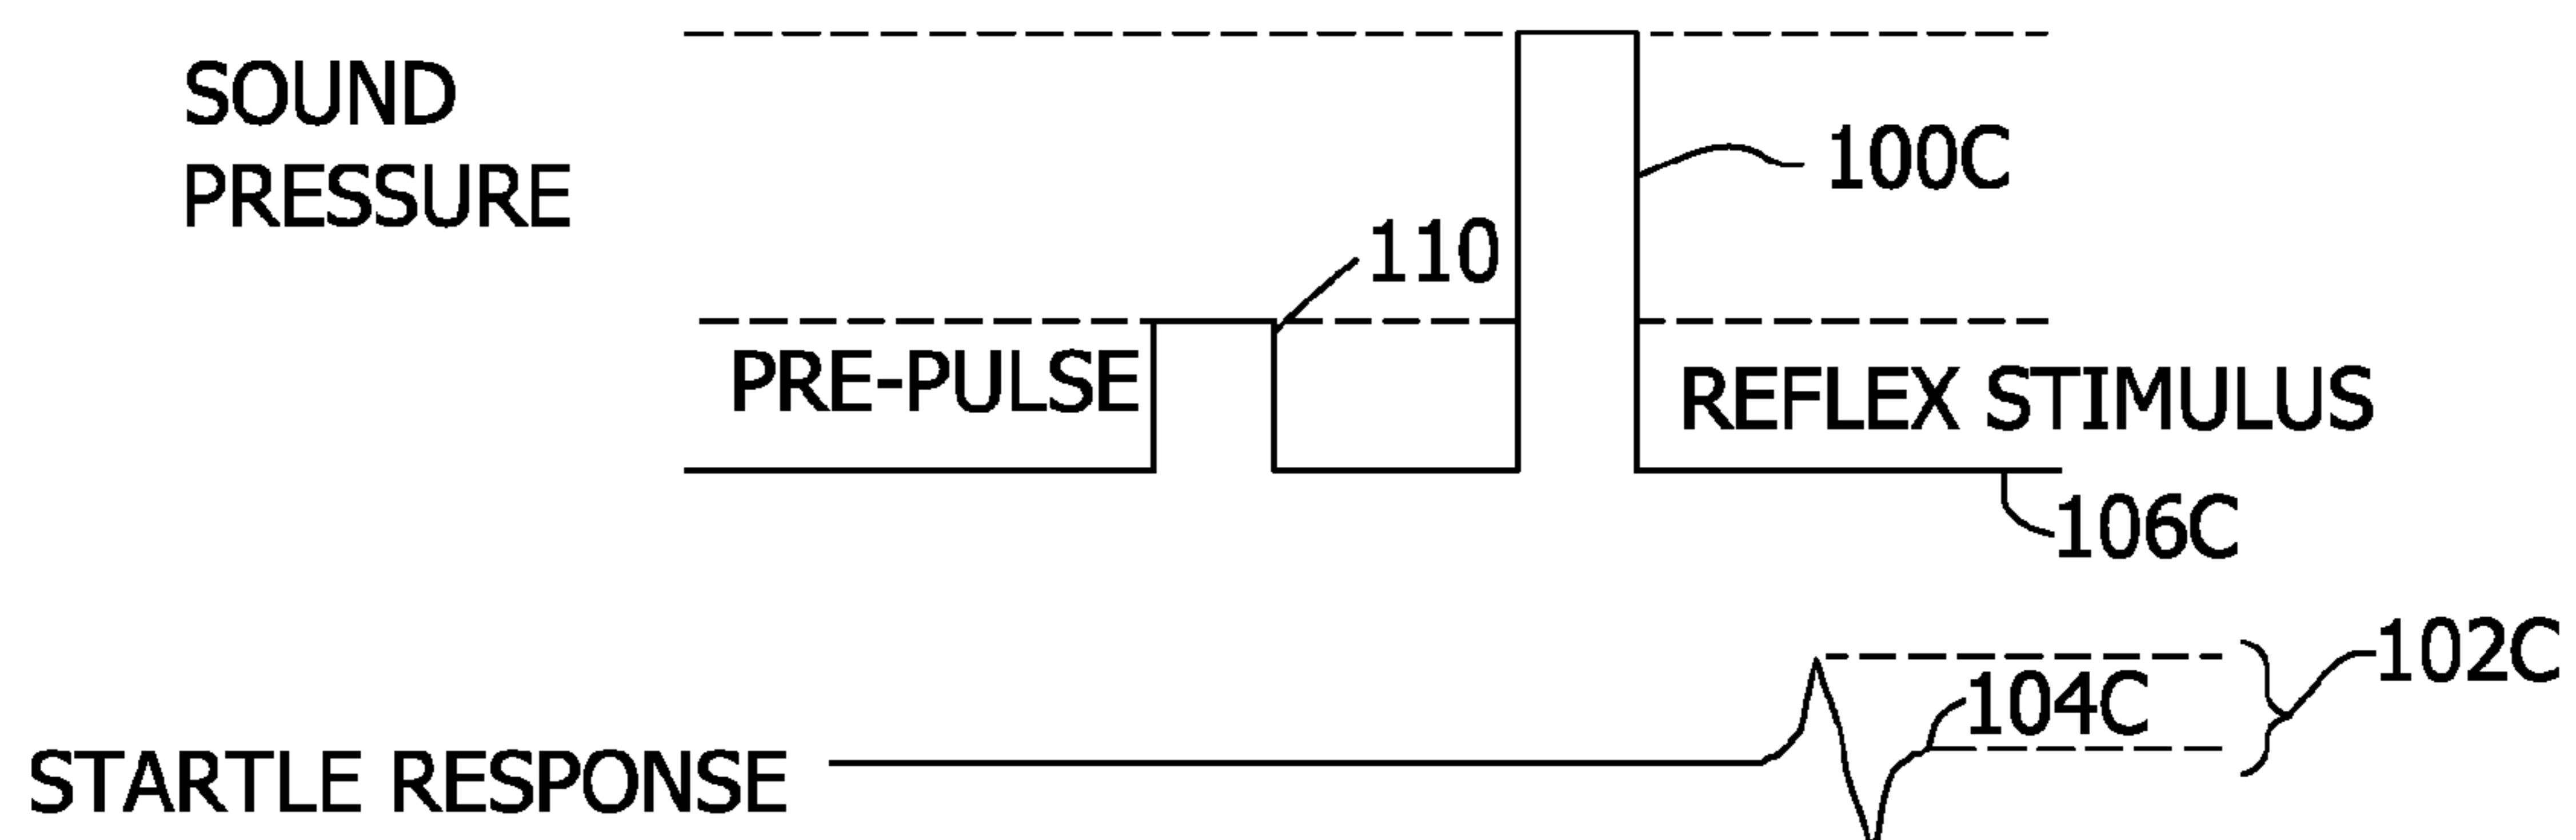 SOUND
PRESSURE
100C
110
PRE-PULSE
REFLEX STIMULUS
106C
102C
104C
STARTLE RESPONSE